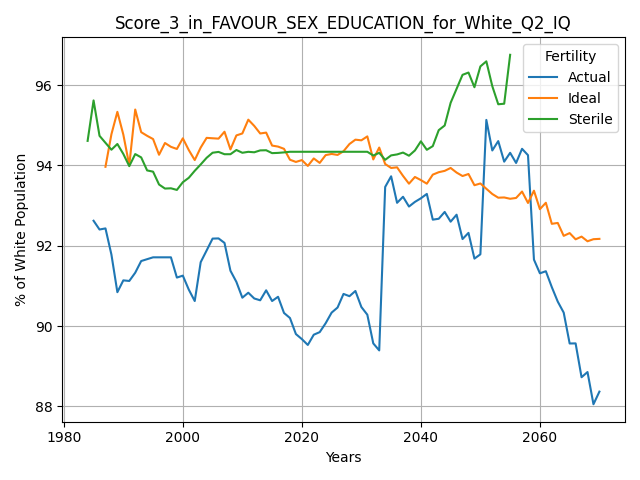 Score_3_in_FAVOUR_SEX_EDUCATION_for_White_Q2_IQ
Fertility
Actual
Ideal
Sterile
% of White Population
96
94
92
90
88
1980
2000
2020
2040
2060
Years